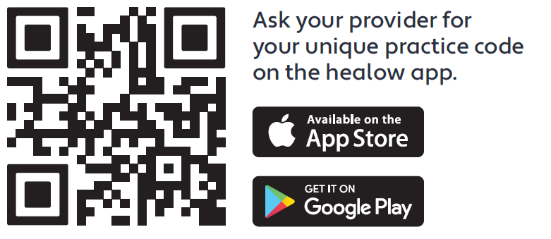 Ask your provider for
your unique practice code
on the healow app.
Available on the
App Store
GET IT ON
Google Play